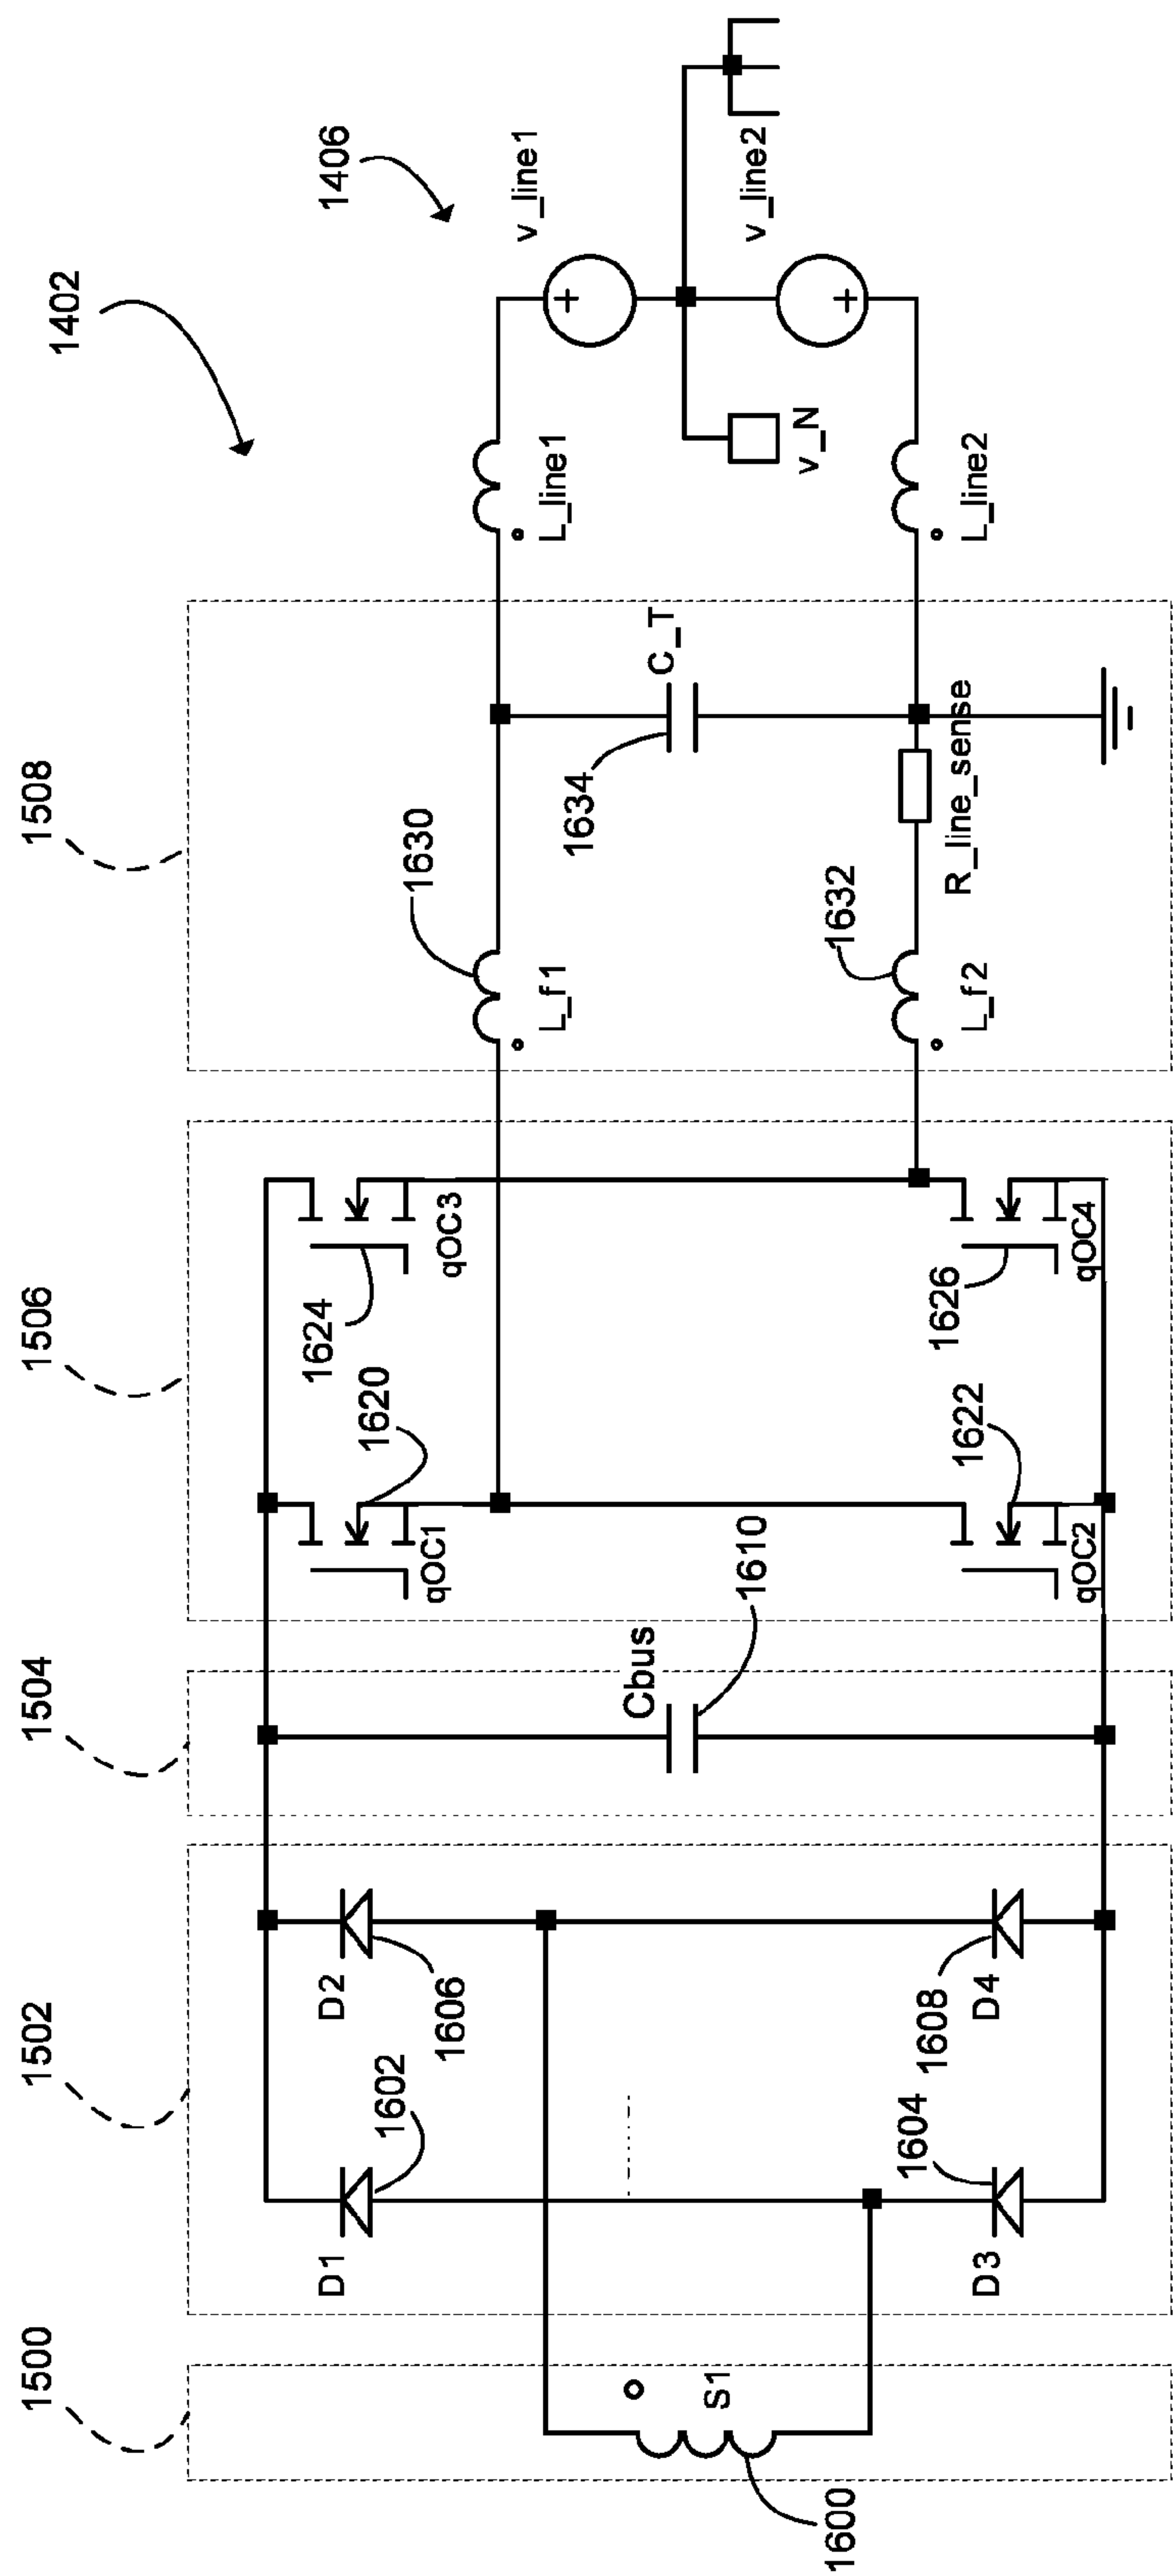 1500
1502
1504
1506
1508
1402
1406
1600
S1
D1
1602
D2
1606
D3
1604
D4
1608
Cbus
1610
qOC1
1620
qOC3
1624
qOC2
1622
qOC4
1626
L_f1
1630
L_f2
1632
1634
C_T
R_line_sense
L_line1
L_line2
v_N
v_line1
+
v_line2
+